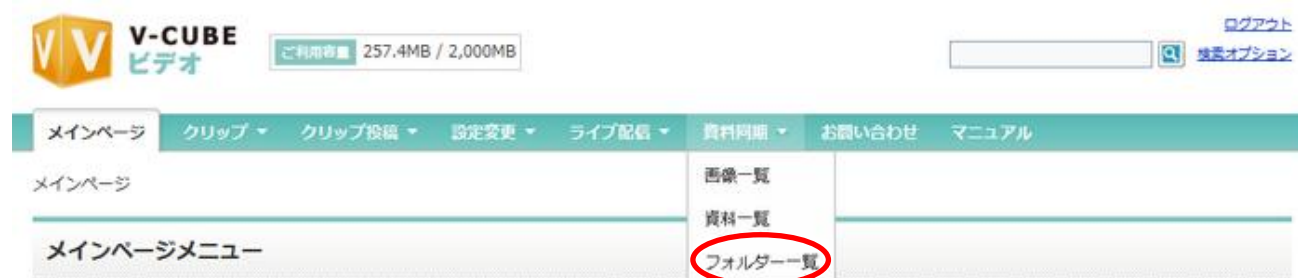 V-CUBE
ビデオ
ご利用容量 257.4MB / 2,000MB
ログアウト
検索オプション
メインページ クリップ クリップ投稿 設定変更 ライブ配信 資料同期 お問い合わせ マニュアル
メインページ
画像一覧
資料一覧
メインページメニュー
フォルダー一覧